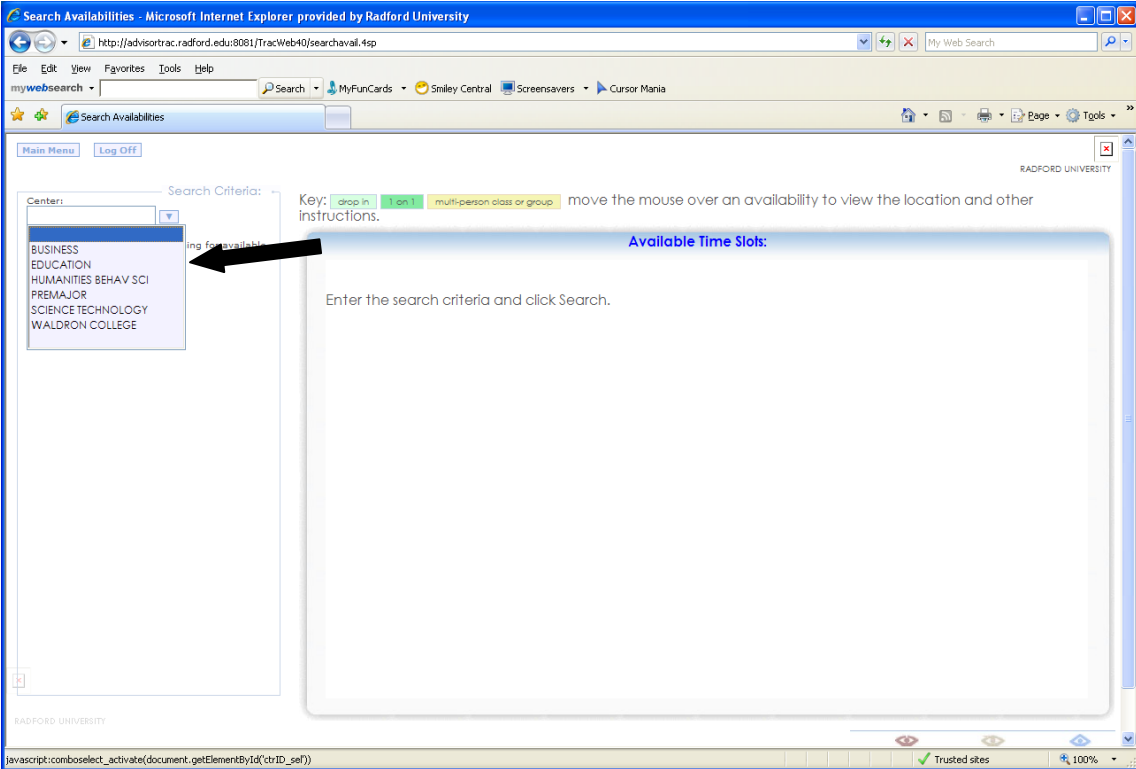 Search Availabilities - Microsoft Internet Explorer provided by Radford University
http://advisortrac.radford.edu:8081/TracWeb40/searchavail.4sp
My Web Search
File Edit View Favorites Tools Help
mywebsearch
Search MyFunCards Smiley Central Screensavers Cursor Mania
Search Availabilities
Page Tools »
Main Menu Log Off
RADFORD UNIVERSITY
Search Criteria:
Center:
Key: drop in 1 on 1 multi-person class or group move the mouse over an availability to view the location and other
instructions.
ing for available
Available Time Slots:
BUSINESS
EDUCATION
HUMANITIES BEHAV SCI
PREMAJOR
SCIENCE TECHNOLOGY
WALDRON COLLEGE
Enter the search criteria and click Search.
RADFORD UNIVERSITY
javascript:comboselect_activate(document.getElementById('ctrID_sel'))
Trusted sites
100%